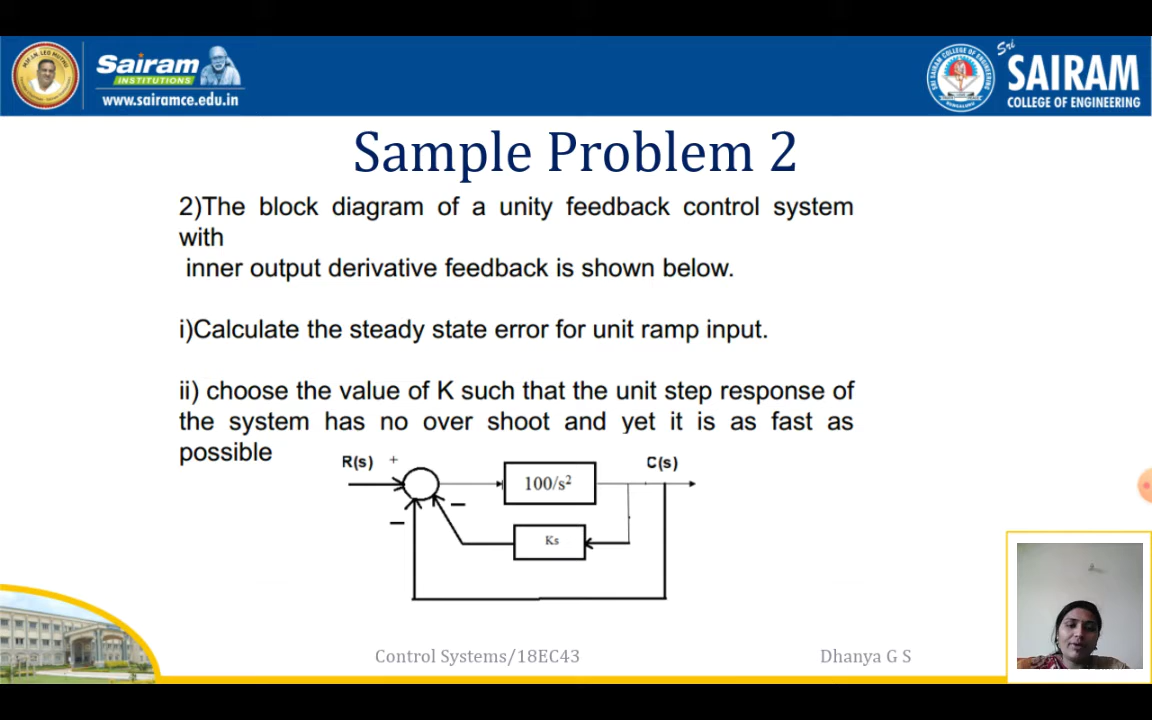 Sairam
INSTITUTIONS
www.sairamce.edu.in
Sri
SAIRAM
COLLEGE OF ENGINEERING
Sample Problem 2
2)The block diagram of a unity feedback control system
with
inner output derivative feedback is shown below.
i)Calculate the steady state error for unit ramp input.
ii) choose the value of K such that the unit step response of
the system has no over shoot and yet it is as fast as
possible
R(s) +
C(s)
100/s²
−
−
Ks
Control Systems/18EC43
Dhanya G S